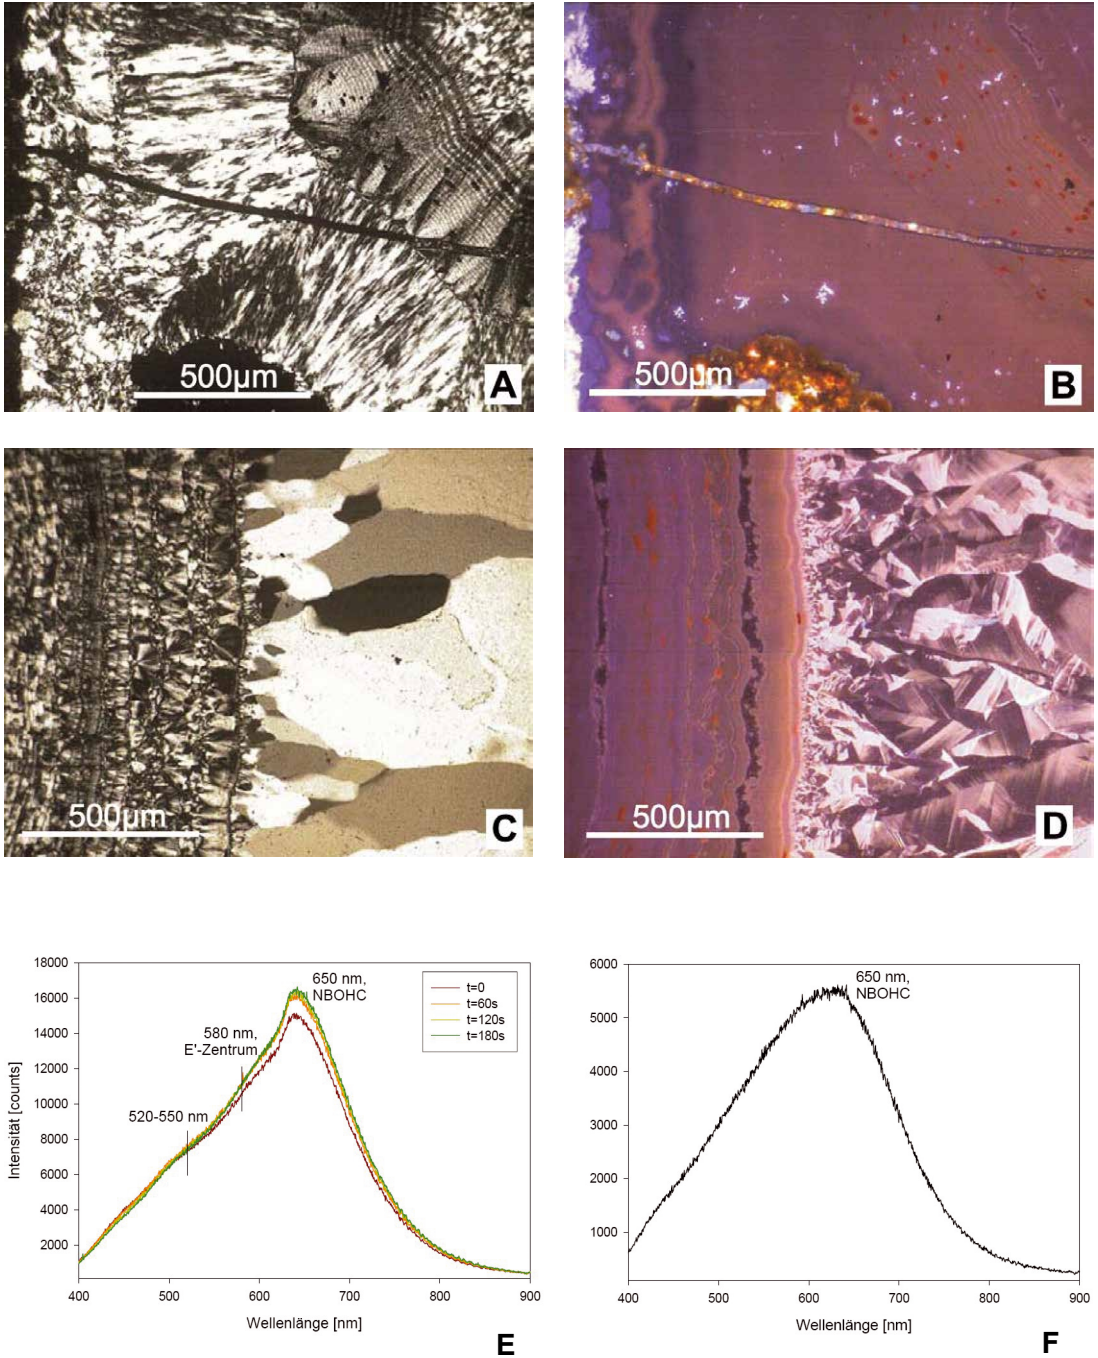 500µm
A
500µm
B
500µm
C
500µm
D
18000
16000
14000
12000
10000
8000
6000
4000
2000
Intensität [counts]
650 nm,
NBOHC
580 nm,
E'-Zentrum
520-550 nm
t=0
t=60s
t=120s
t=180s
400
500
600
700
800
900
Wellenlänge [nm]
E
6000
5000
4000
3000
2000
1000
650 nm,
NBOHC
400
500
600
700
800
900
Wellenlänge [nm]
F